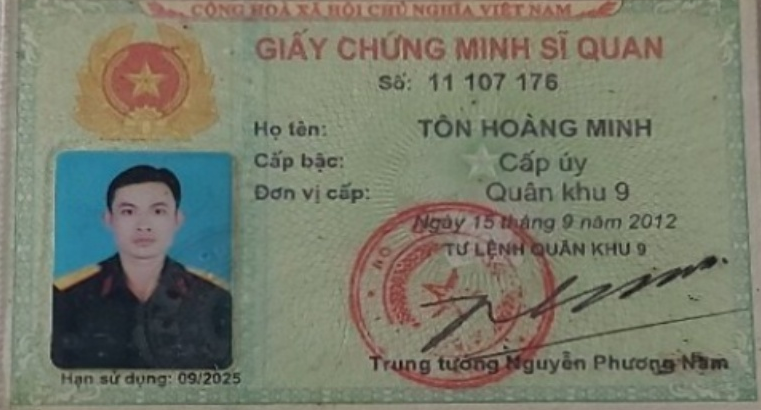 CỘNG HOÀ XÃ HỘI CHỦ NGHĨA VIỆT NAM
GIẤY CHỨNG MINH SĨ QUAN
Số: 11 107 176
Họ tên: TÔN HOÀNG MINH
Cấp bậc: Cấp úy
Đơn vị cấp: Quân khu 9
Ngày 15 tháng 9 năm 2012
TƯ LỆNH QUÂN KHU 9
Trung tướng Nguyễn Phương Nam
Hạn sử dụng: 09/2025